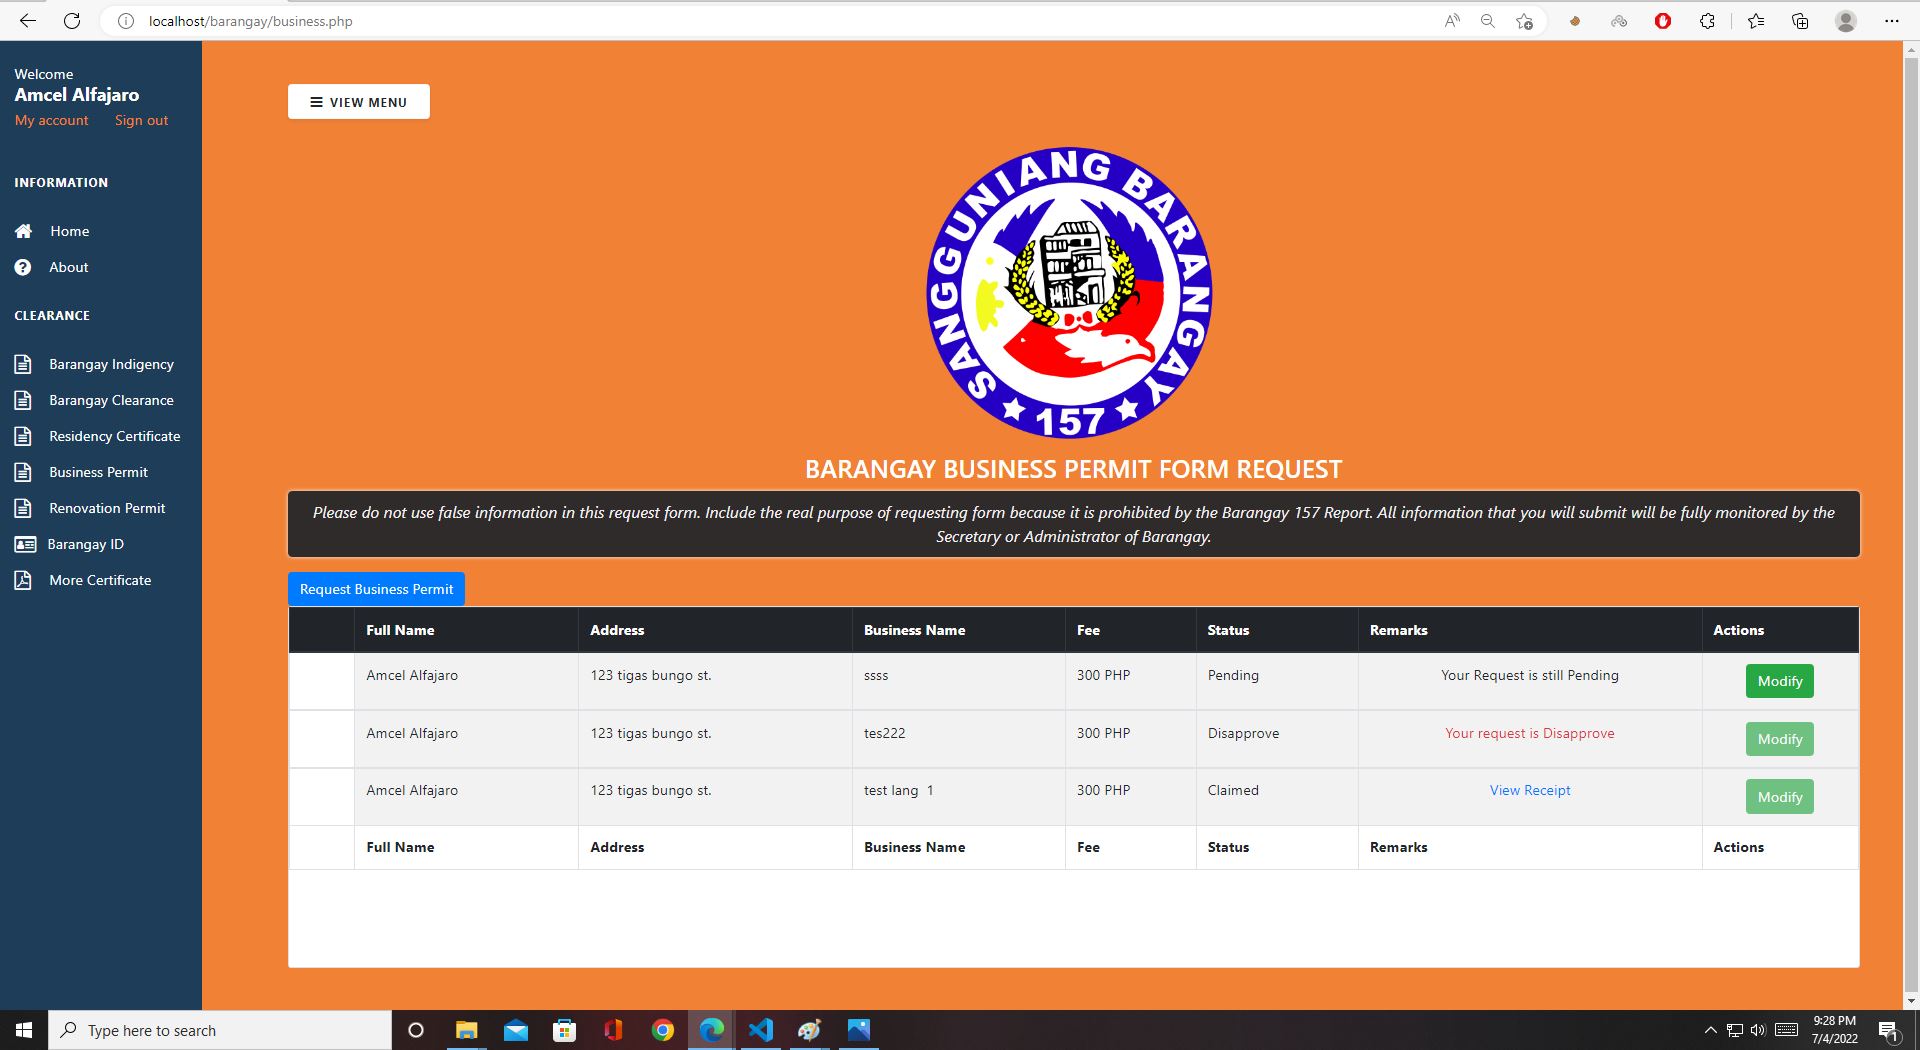 localhost/barangay/business.php
Welcome
Amcel Alfajaro
My account Sign out
INFORMATION
Home
About
CLEARANCE
Barangay Indigency
Barangay Clearance
Residency Certificate
Business Permit
Renovation Permit
Barangay ID
More Certificate
VIEW MENU
SANGGUNIANG BARANGAY
157
BARANGAY BUSINESS PERMIT FORM REQUEST
Please do not use false information in this request form. Include the real purpose of requesting form because it is prohibited by the Barangay 157 Report. All information that you will submit will be fully monitored by the
Secretary or Administrator of Barangay.
Request Business Permit
Full Name Address Business Name Fee Status Remarks Actions
Amcel Alfajaro 123 tigas bungo st. ssss 300 PHP Pending Your Request is still Pending Modify
Amcel Alfajaro 123 tigas bungo st. tes222 300 PHP Disapprove Your request is Disapprove Modify
Amcel Alfajaro 123 tigas bungo st. test lang 1 300 PHP Claimed View Receipt Modify
Full Name Address Business Name Fee Status Remarks Actions
Type here to search
9:28 PM
7/4/2022
1